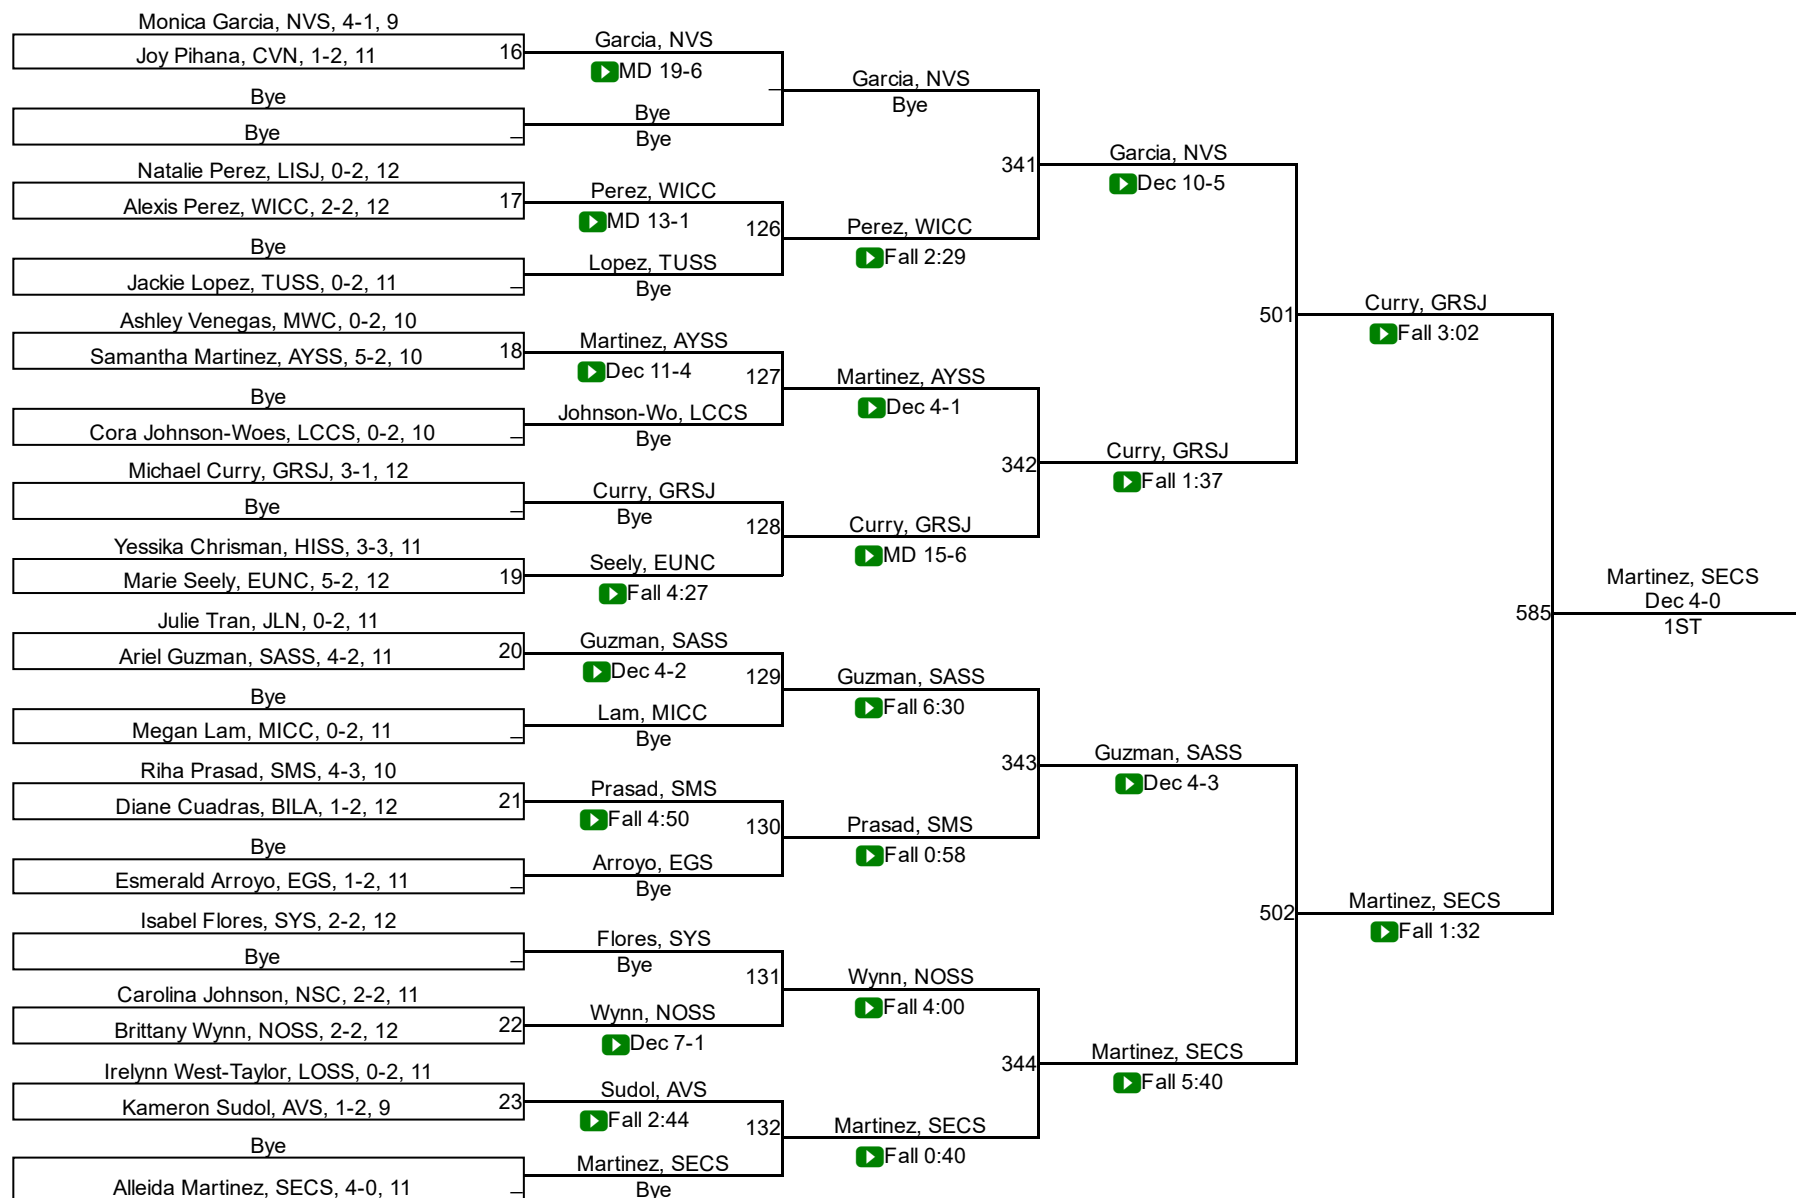 Monica Garcia, NVS, 4-1, 9
Joy Pihana, CVN, 1-2, 11
16
Bye
Bye
_
Natalie Perez, LISJ, 0-2, 12
Alexis Perez, WICC, 2-2, 12
17
Bye
Jackie Lopez, TUSS, 0-2, 11
_
Ashley Venegas, MWC, 0-2, 10
Samantha Martinez, AYSS, 5-2, 10
18
Bye
Cora Johnson-Woes, LCCS, 0-2, 10
_
Michael Curry, GRSJ, 3-1, 12
Bye
_
Yessika Chrisman, HISS, 3-3, 11
Marie Seely, EUNC, 5-2, 12
19
Julie Tran, JLN, 0-2, 11
Ariel Guzman, SASS, 4-2, 11
20
Bye
Megan Lam, MICC, 0-2, 11
_
Riha Prasad, SMS, 4-3, 10
Diane Cuadras, BILA, 1-2, 12
21
Bye
Esmerald Arroyo, EGS, 1-2, 11
_
Isabel Flores, SYS, 2-2, 12
Bye
_
Carolina Johnson, NSC, 2-2, 11
Brittany Wynn, NOSS, 2-2, 12
22
Irelynn West-Taylor, LOSS, 0-2, 11
Kameron Sudol, AVS, 1-2, 9
23
Bye
Alleida Martinez, SECS, 4-0, 11
_
Garcia, NVS
MD 19-6
_
Bye
Bye
Perez, WICC
MD 13-1
126
Lopez, TUSS
Bye
Martinez, AYSS
Dec 11-4
127
Johnson-Wo, LCCS
Bye
Curry, GRSJ
Bye
128
Seely, EUNC
Fall 4:27
Guzman, SASS
Dec 4-2
129
Lam, MICC
Bye
Prasad, SMS
Fall 4:50
130
Arroyo, EGS
Bye
Flores, SYS
Bye
131
Wynn, NOSS
Dec 7-1
Sudol, AVS
Fall 2:44
132
Martinez, SECS
Bye
Garcia, NVS
Bye
341
Perez, WICC
Fall 2:29
Martinez, AYSS
Dec 4-1
342
Curry, GRSJ
MD 15-6
Guzman, SASS
Fall 6:30
343
Prasad, SMS
Fall 0:58
Wynn, NOSS
Fall 4:00
344
Martinez, SECS
Fall 0:40
Garcia, NVS
Dec 10-5
501
Curry, GRSJ
Fall 1:37
Guzman, SASS
Dec 4-3
502
Martinez, SECS
Fall 5:40
Curry, GRSJ
Fall 3:02
585
Martinez, SECS
Fall 1:32
Martinez, SECS
Dec 4-0
1ST